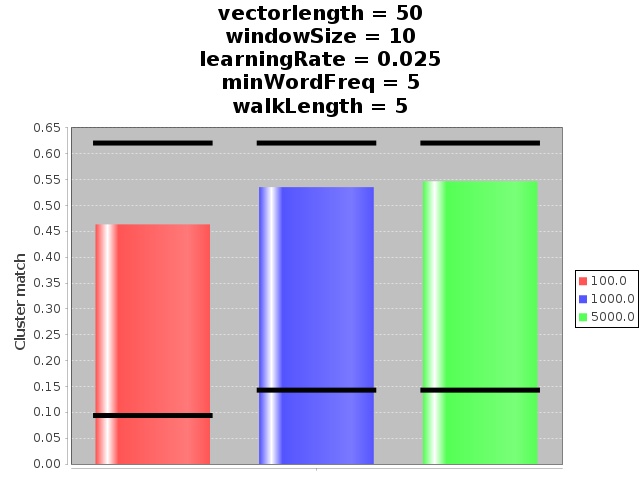 vectorlength = 50
windowSize = 10
learningRate = 0.025
minWordFreq = 5
walkLength = 5
0.65
0.60
0.55
0.50
0.45
0.40
0.35
0.30
0.25
0.20
0.15
0.10
0.05
0.00
Cluster match
100.0
1000.0
5000.0